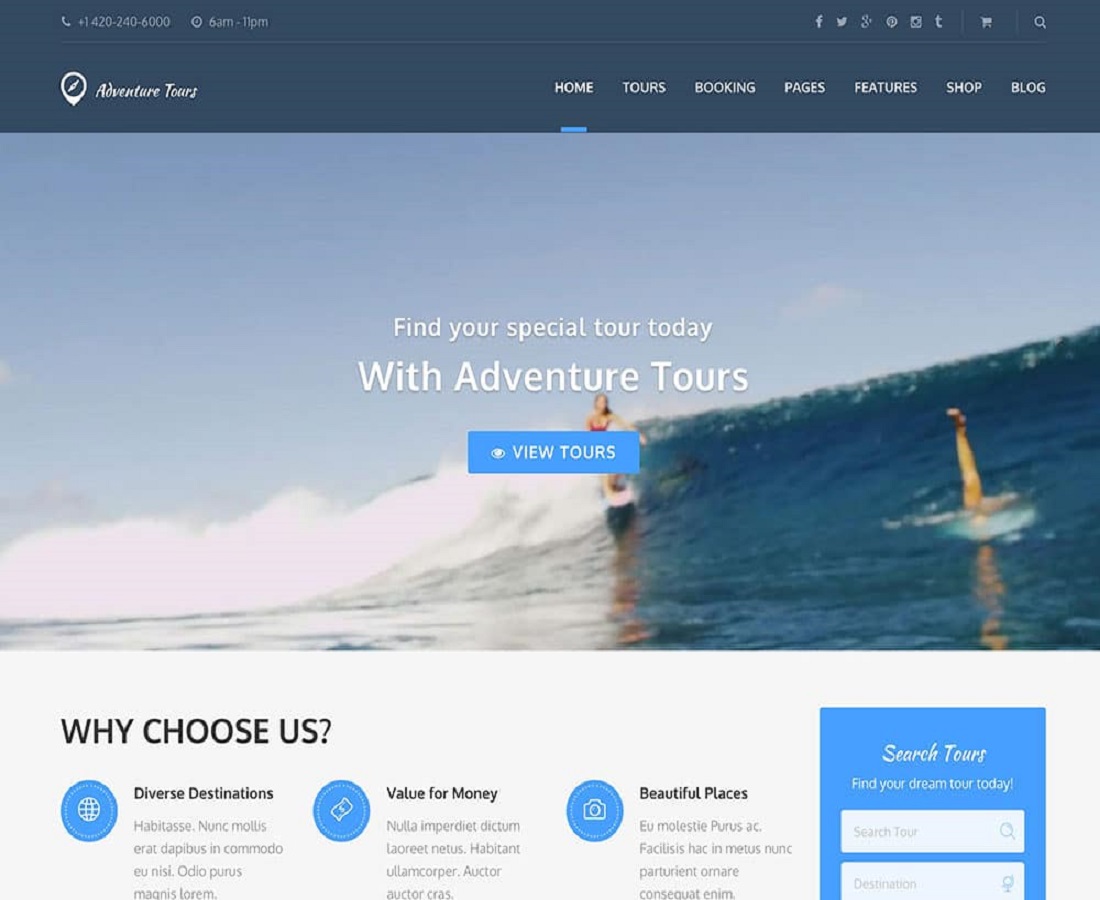 +1 420-240-6000 6am - 11pm
Adventure Tours
HOME TOURS BOOKING PAGES FEATURES SHOP BLOG
Find your special tour today
With Adventure Tours
VIEW TOURS
WHY CHOOSE US?
Diverse Destinations
Habitasse. Nunc mollis
erat dapibus in commodo
eu nisi. Odio purus
magnis lorem.
Value for Money
Nulla imperdiet dictum
laoreet netus. Habitant
ullamcorper. Auctor
auctor cras.
Beautiful Places
Eu molestie Purus ac.
Facilisis hac in metus nunc
parturient ornare
consequat enim.
Search Tours
Find your dream tour today!
Search Tour
Destination